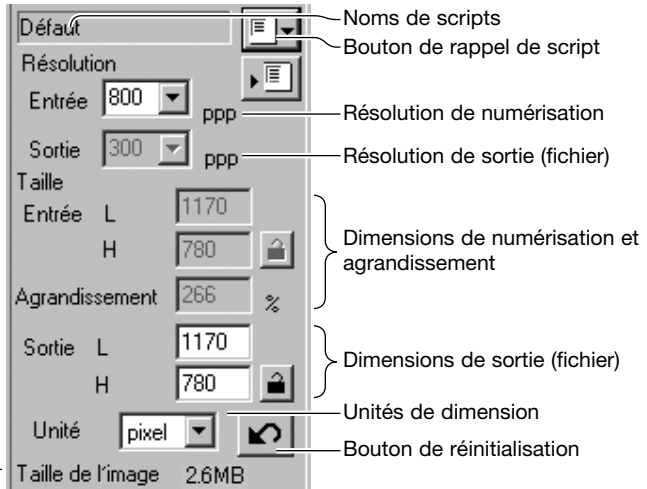 Défaut
Noms de scripts
Bouton de rappel de script
Résolution
Entrée 800 ppp
Résolution de numérisation
Sortie 300 ppp
Résolution de sortie (fichier)
Taille
Entrée L 1170
H 780
Dimensions de numérisation et
agrandissement
Agrandissement 266 %
Sortie L 1170
Dimensions de sortie (fichier)
H 780
Unités de dimension
Unité pixel
Bouton de réinitialisation
Taille de l'image 2.6MB